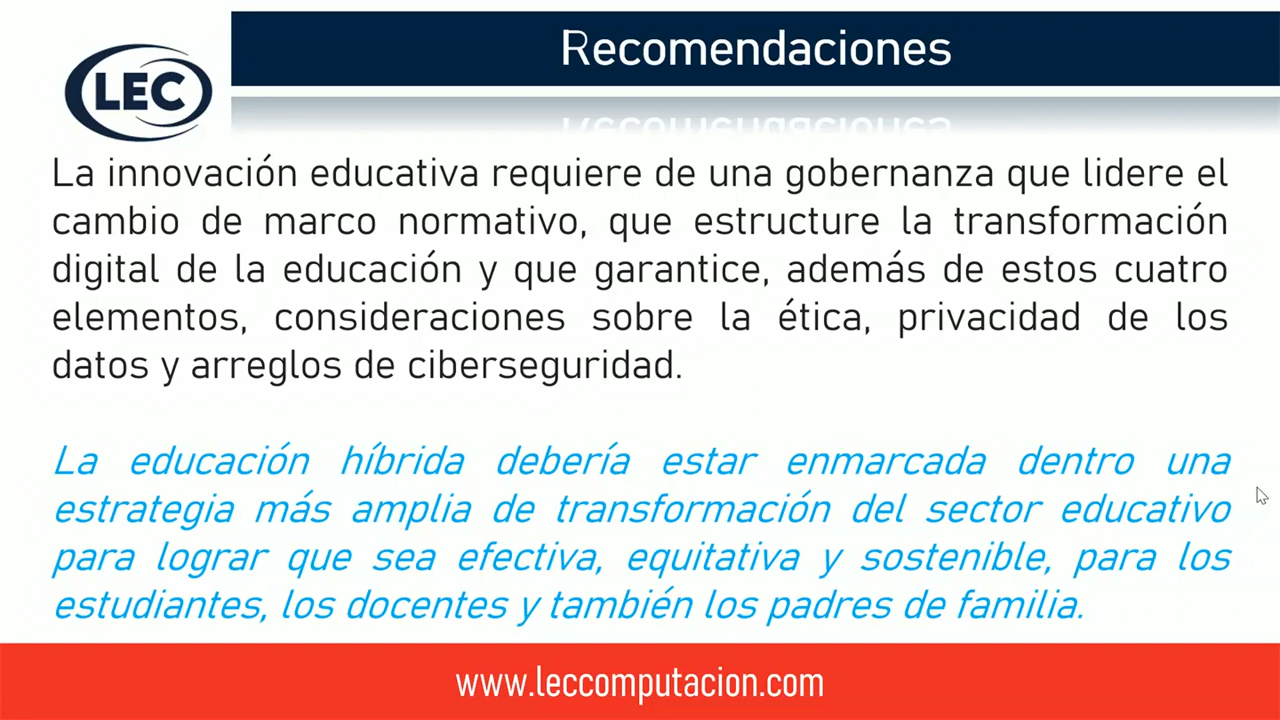 LEC
Recomendaciones
La innovación educativa requiere de una gobernanza que lidere el
cambio de marco normativo, que estructure la transformación
digital de la educación y que garantice, además de estos cuatro
elementos, consideraciones sobre la ética, privacidad de los
datos y arreglos de ciberseguridad.
La educación híbrida debería estar enmarcada dentro una
estrategia más amplia de transformación del sector educativo
para lograr que sea efectiva, equitativa y sostenible, para los
estudiantes, los docentes y también los padres de familia.
www.leccomputacion.com